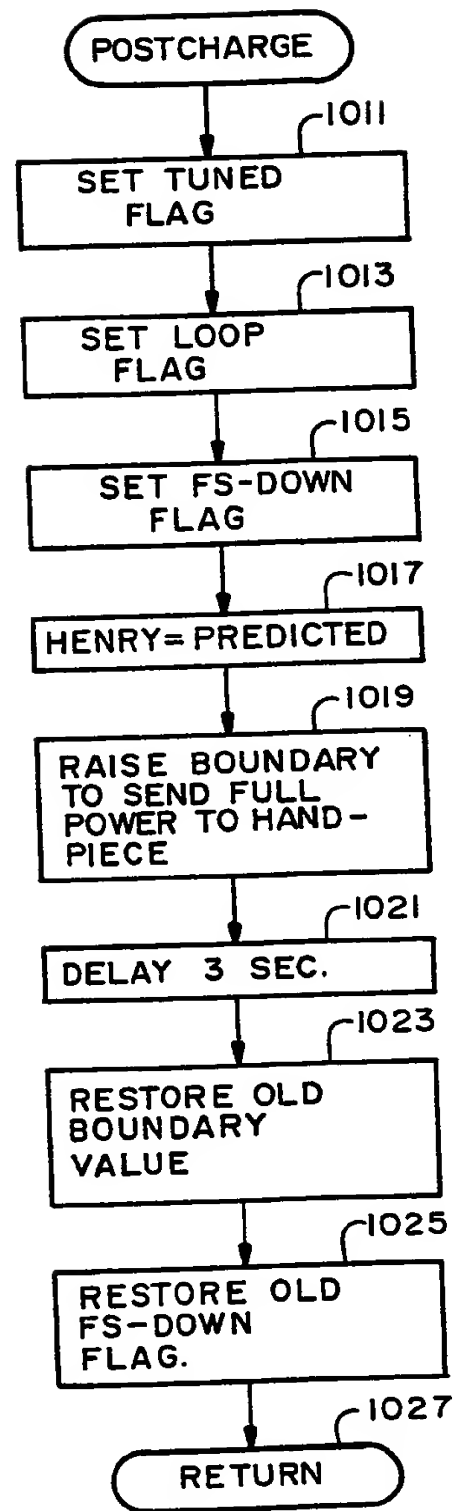 POSTCHARGE
1011
SET TUNED
FLAG
1013
SET LOOP
FLAG
1015
SET FS-DOWN
FLAG
1017
HENRY=PREDICTED
1019
RAISE BOUNDARY
TO SEND FULL
POWER TO HAND-
PIECE
1021
DELAY 3 SEC.
1023
RESTORE OLD
BOUNDARY
VALUE
1025
RESTORE OLD
FS-DOWN
FLAG.
1027
RETURN